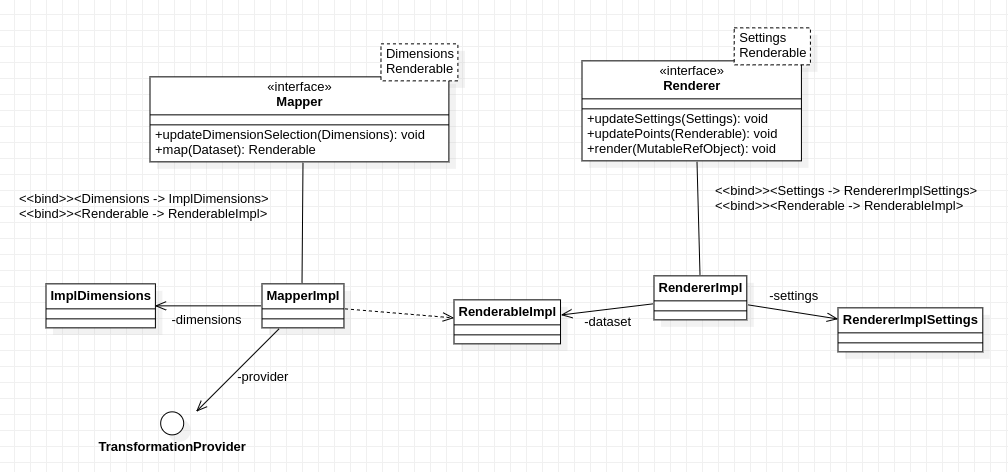 Dimensions
Renderable
«interface»
Mapper
+updateDimensionSelection(Dimensions): void
+map(Dataset): Renderable
Settings
Renderable
«interface»
Renderer
+updateSettings(Settings): void
+updatePoints(Renderable): void
+render(MutableRefObject): void
<<bind>><Dimensions -> ImplDimensions>
<<bind>><Renderable -> RenderableImpl>
<<bind>><Settings -> RendererImplSettings>
<<bind>><Renderable -> RenderableImpl>
ImplDimensions
-dimensions
MapperImpl
RenderableImpl
-dataset
RendererImpl
-settings
RendererImplSettings
-provider
TransformationProvider